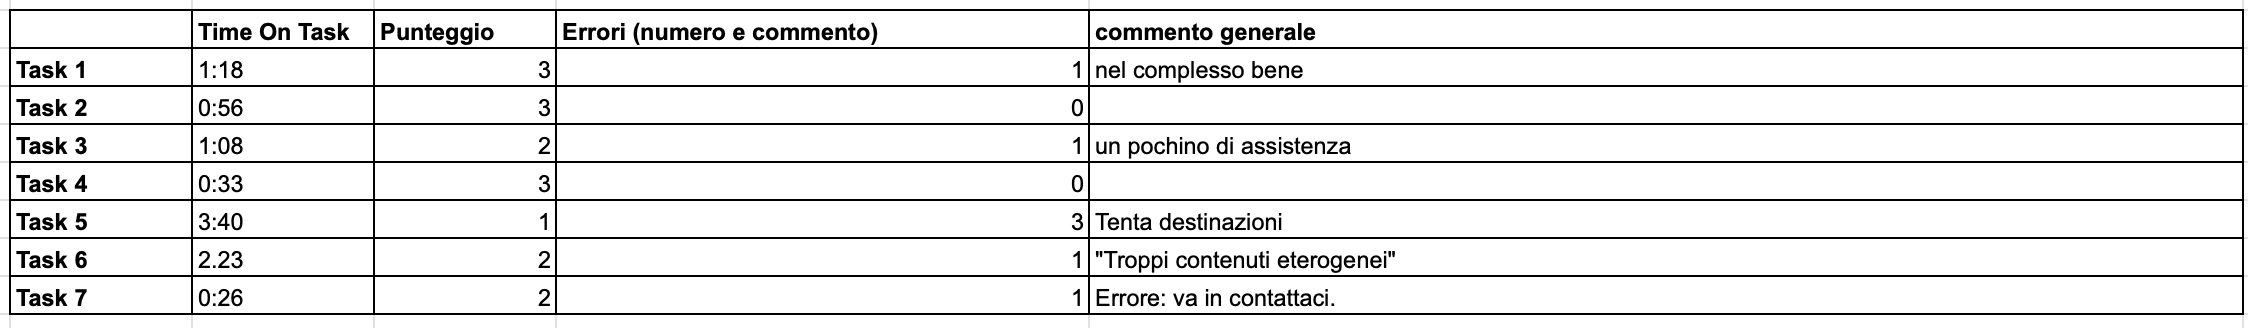 Time On Task Punteggio Errori (numero e commento) commento generale
Task 1 1:18 3 1 nel complesso bene
Task 2 0:56 3 0
Task 3 1:08 2 1 un pochino di assistenza
Task 4 0:33 3 0
Task 5 3:40 1 3 Tenta destinazioni
Task 6 2.23 2 1 "Troppi contenuti eterogenei"
Task 7 0:26 2 1 Errore: va in contattaci.